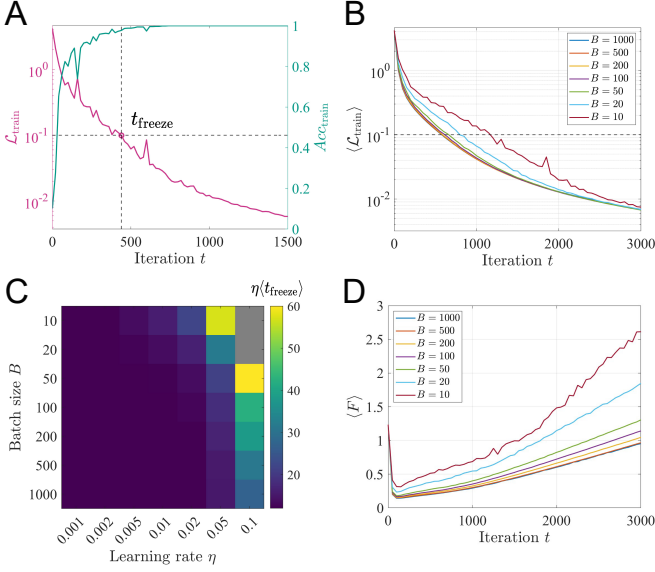 A
𝓛train
10^0
10^-1
10^-2
t_freeze
1
0.8
0.6
0.4
0.2
0
Acc_train
0
500
1000
1500
Iteration t
B
⟨𝓛train⟩
10^0
10^-1
10^-2
B = 1000
B = 500
B = 200
B = 100
B = 50
B = 20
B = 10
0
1000
2000
3000
Iteration t
C
η⟨t_freeze⟩
Batch size B
10
20
50
100
200
500
1000
60
50
40
30
20
0.001
0.002
0.005
0.01
0.02
0.05
0.1
Learning rate η
D
⟨F⟩
3
2.5
2
1.5
1
0.5
0
B = 1000
B = 500
B = 200
B = 100
B = 50
B = 20
B = 10
0
1000
2000
3000
Iteration t